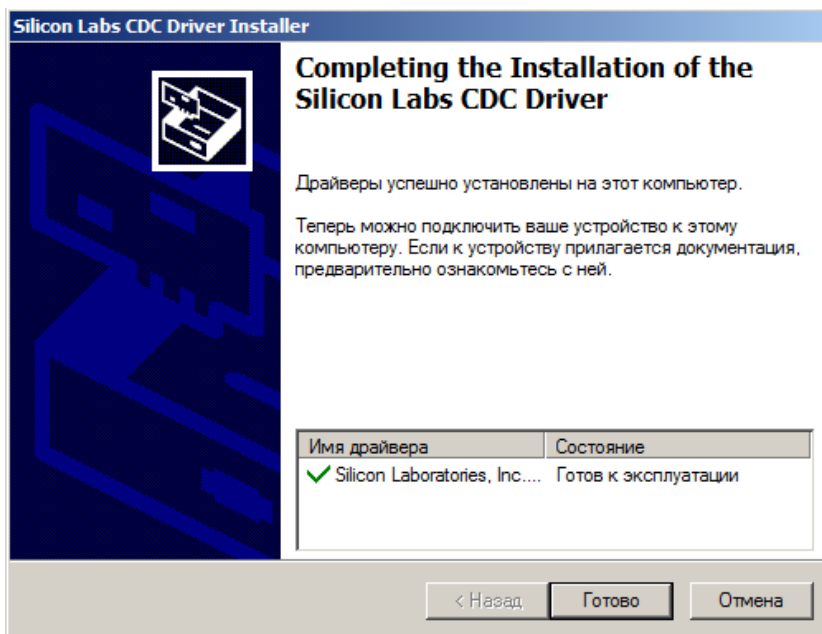 Silicon Labs CDC Driver Installer
Completing the Installation of the
Silicon Labs CDC Driver
Драйверы успешно установлены на этот компьютер.
Теперь можно подключить ваше устройство к этому
компьютеру. Если к устройству прилагается документация,
предварительно ознакомьтесь с ней.
Имя драйвера Состояние
Silicon Laboratories, Inc.... Готов к эксплуатации
< Назад Готово Отмена